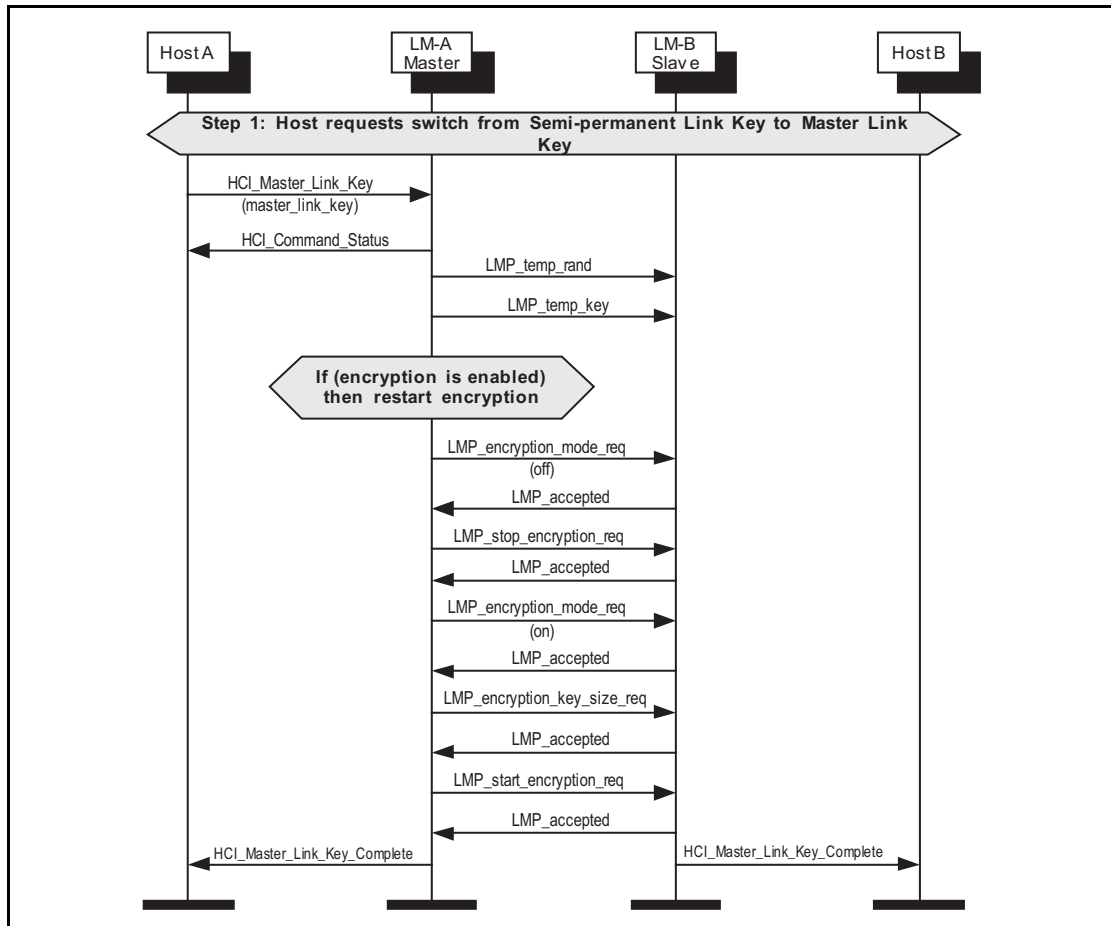 Host A
LM-A
Master
LM-B
Slave
Host B
Step 1: Host requests switch from Semi-permanent Link Key to Master Link
Key
HCI_Master_Link_Key
(master_link_key)
HCI_Command_Status
LMP_temp_rand
LMP_temp_key
If (encryption is enabled)
then restart encryption
LMP_encryption_mode_req
(off)
LMP_accepted
LMP_stop_encryption_req
LMP_accepted
LMP_encryption_mode_req
(on)
LMP_accepted
LMP_encryption_key_size_req
LMP_accepted
LMP_start_encryption_req
LMP_accepted
HCI_Master_Link_Key_Complete
HCI_Master_Link_Key_Complete